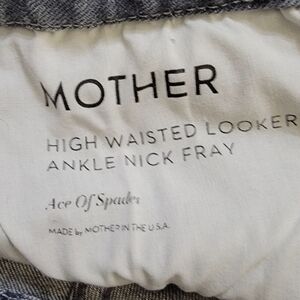 MOTHER
HIGH WAISTED LOOKER
ANKLE NICK FRAY
Ace Of Spades
MADE by MOTHER IN THE U.S.A.